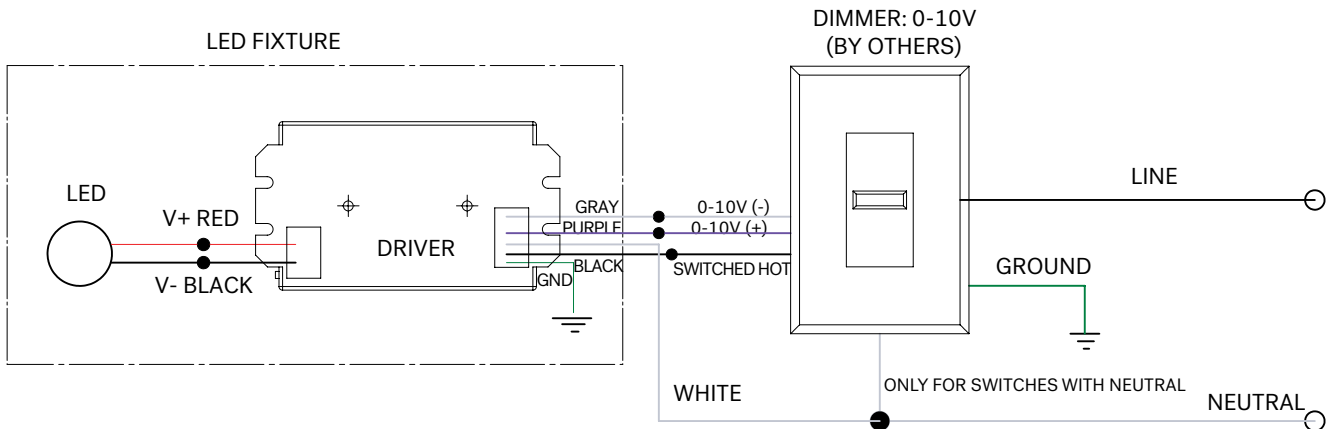 DIMMER: 0-10V
(BY OTHERS)
LED FIXTURE
LED
V+ RED
V- BLACK
DRIVER
GRAY
0-10V (-)
PURPLE
0-10V (+)
BLACK
SWITCHED HOT
GND
LINE
GROUND
WHITE
ONLY FOR SWITCHES WITH NEUTRAL
NEUTRAL